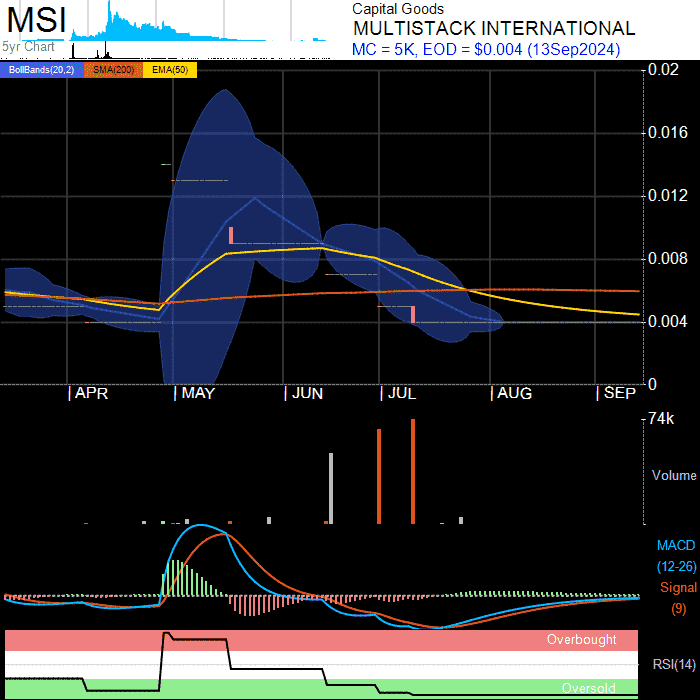 MSI
Capital Goods
MULTISTACK INTERNATIONAL
5yr Chart
MC = 5K, EOD = $0.004 (13Sep2024)
BollBands(20,2) SMA(200) EMA(50)
0.02
0.016
0.012
0.008
0.004
0
APR MAY JUN JUL AUG SEP
74k
Volume
MACD
(12-26)
Signal
(9)
Overbought
RSI(14)
Oversold